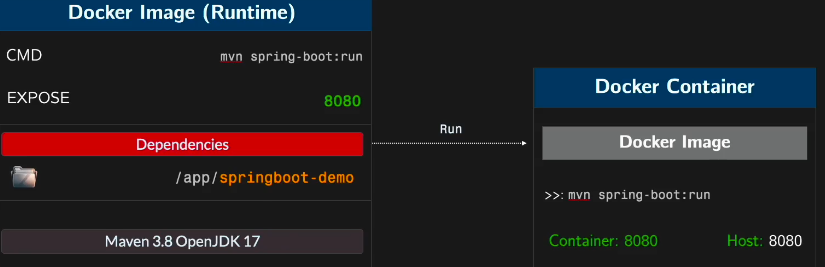 Docker Image (Runtime)
CMD mvn spring-boot:run
EXPOSE 8080
Dependencies
/app/springboot-demo
Maven 3.8 OpenJDK 17
Run
Docker Container
Docker Image
>>: mvn spring-boot:run
Container: 8080 Host: 8080